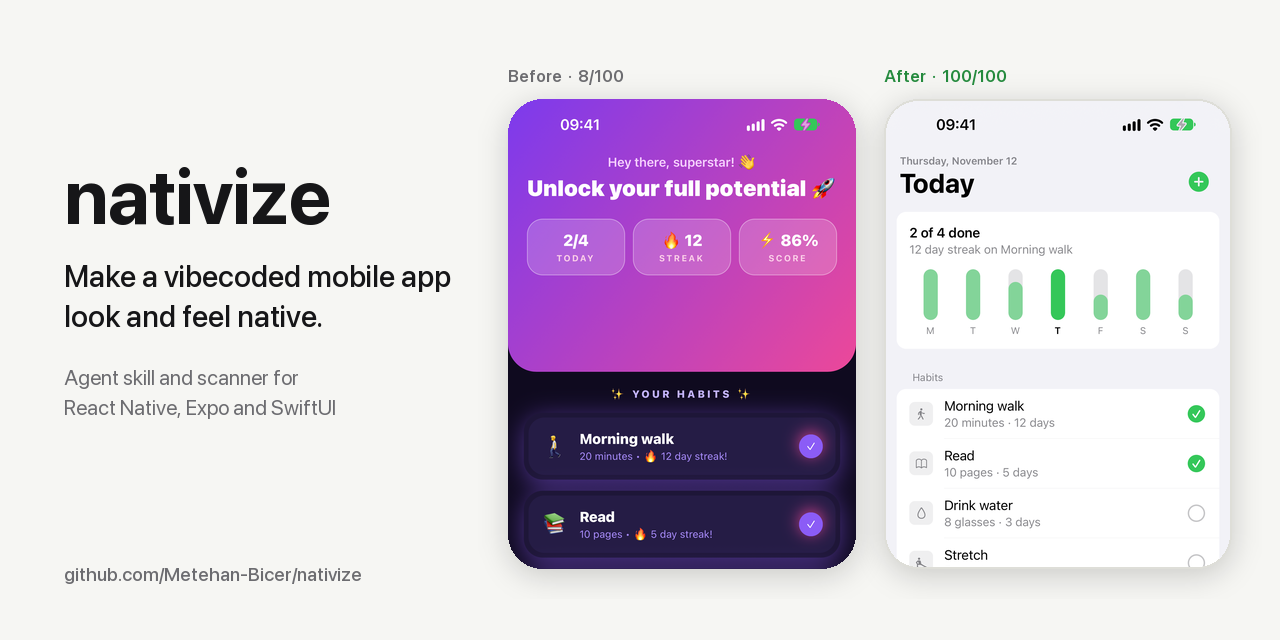 nativize
Make a vibecoded mobile app
look and feel native.
Agent skill and scanner for
React Native, Expo and SwiftUI
github.com/Metehan-Bicer/nativize
Before · 8/100
09:41
Hey there, superstar! 👋
Unlock your full potential 🚀
2/4
TODAY
🔥 12
STREAK
⚡ 86%
SCORE
✨ YOUR HABITS ✨
Morning walk
20 minutes • 🔥 12 day streak!
Read
10 pages • 🔥 5 day streak!
After · 100/100
09:41
Thursday, November 12
Today
2 of 4 done
12 day streak on Morning walk
M T W T F S S
Habits
Morning walk
20 minutes · 12 days
Read
10 pages · 5 days
Drink water
8 glasses · 3 days
Stretch